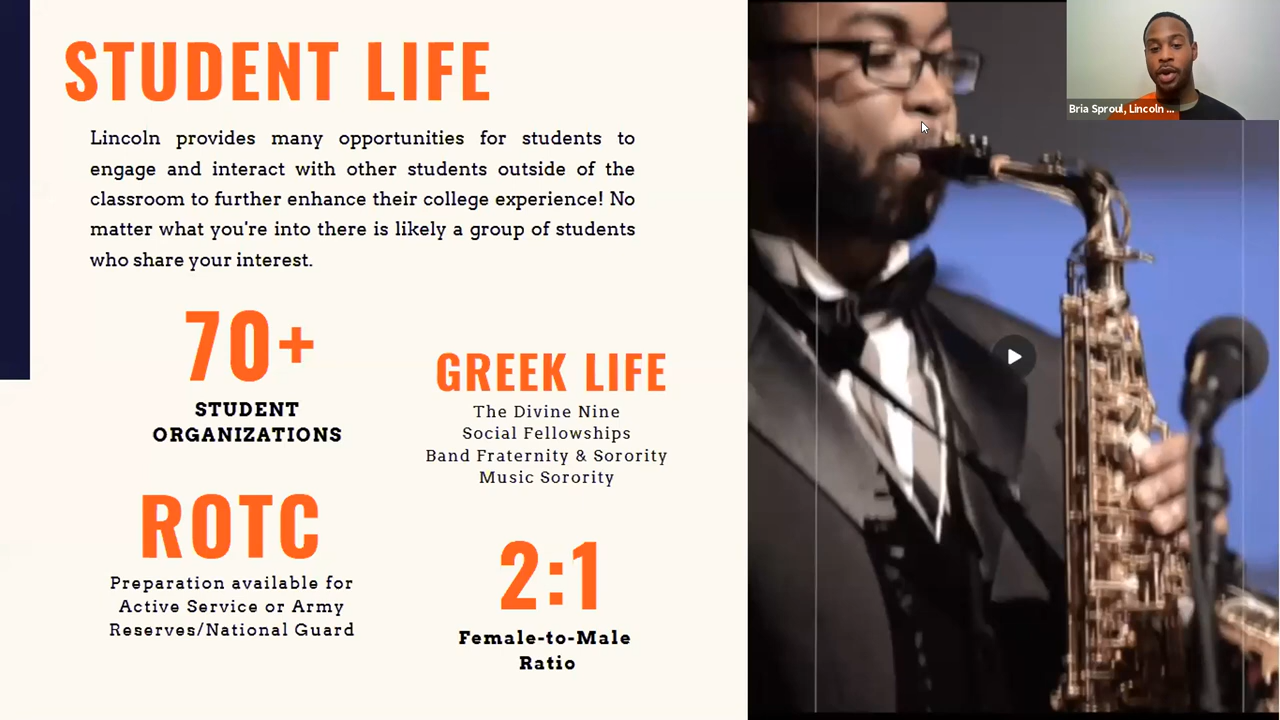 STUDENT LIFE
Lincoln provides many opportunities for students to
engage and interact with other students outside of the
classroom to further enhance their college experience! No
matter what you're into there is likely a group of students
who share your interest.
70+
STUDENT
ORGANIZATIONS
GREEK LIFE
The Divine Nine
Social Fellowships
Band Fraternity & Sorority
Music Sorority
ROTC
Preparation available for
Active Service or Army
Reserves/National Guard
2:1
Female-to-Male
Ratio
Bria Sproul, Lincoln ...